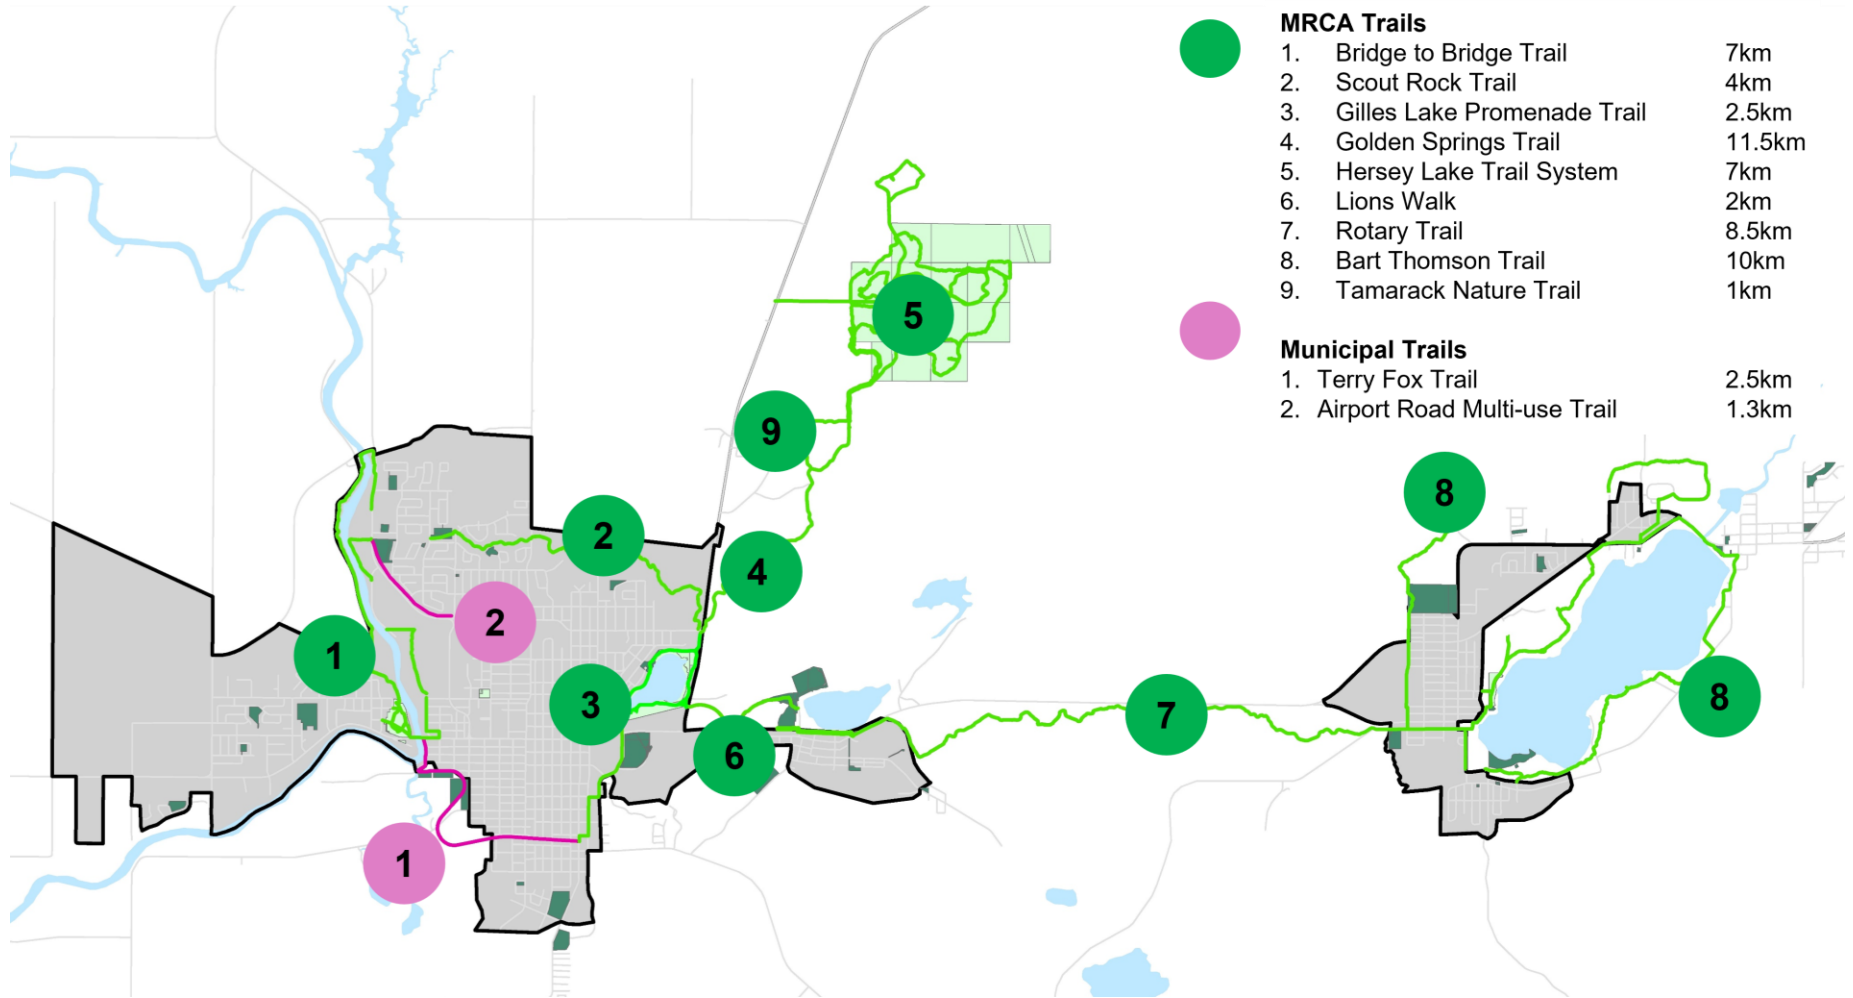 MRCA Trails
1. Bridge to Bridge Trail 7km
2. Scout Rock Trail 4km
3. Gilles Lake Promenade Trail 2.5km
4. Golden Springs Trail 11.5km
5. Hersey Lake Trail System 7km
6. Lions Walk 2km
7. Rotary Trail 8.5km
8. Bart Thomson Trail 10km
9. Tamarack Nature Trail 1km
Municipal Trails
1. Terry Fox Trail 2.5km
2. Airport Road Multi-use Trail 1.3km
5
9
8
2
4
2
1
3
8
7
6
1